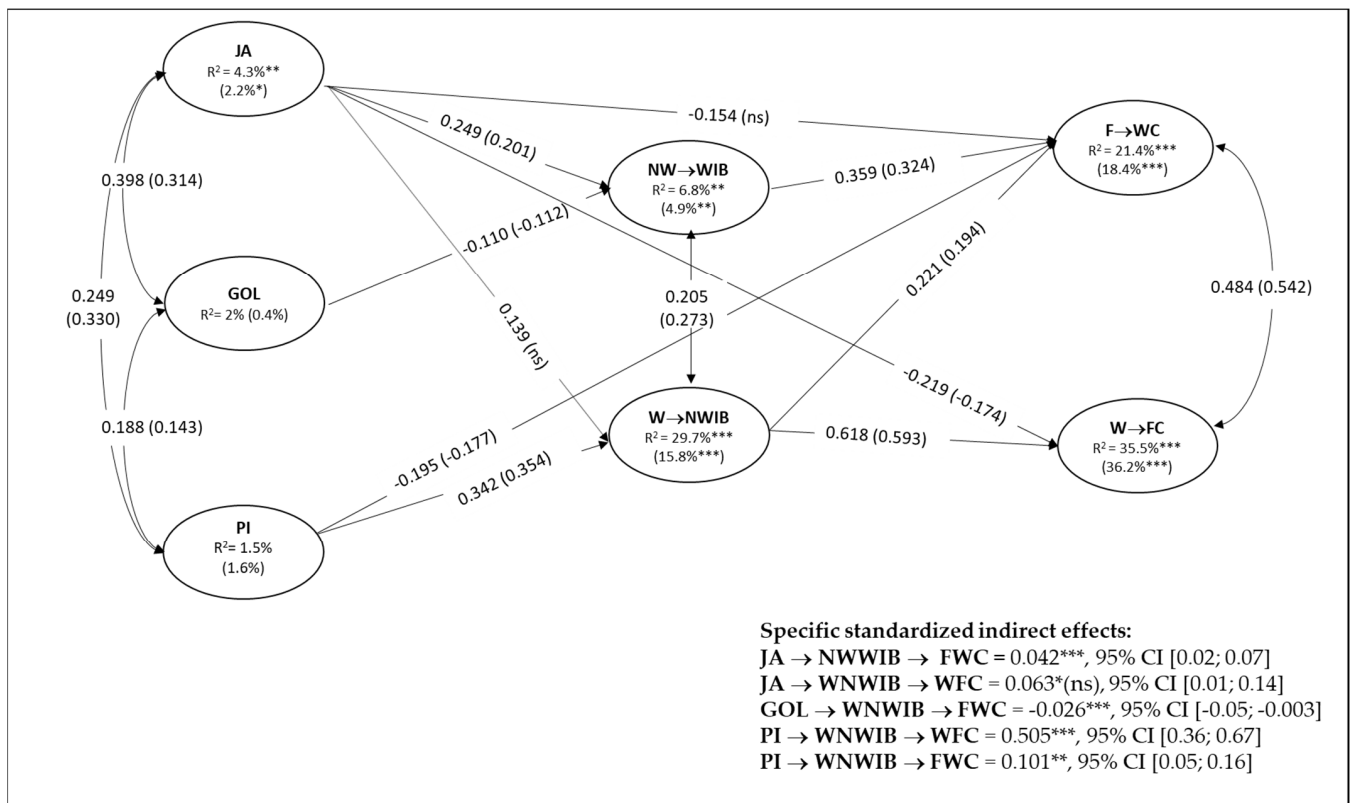 JA
R² = 4.3%**
(2.2%*)
-0.154 (ns)
0.249 (0.201)
F→WC
R² = 21.4%***
(18.4%***)
NW→WIB
R² = 6.8%**
(4.9%**)
0.359 (0.324)
0.398 (0.314)
-0.110 (-0.112)
0.221 (0.194)
GOL
R²= 2% (0.4%)
0.249
(0.330)
0.205
(0.273)
0.484 (0.542)
0.139 (ns)
-0.219 (-0.174)
0.188 (0.143)
W→NWIB
R² = 29.7%***
(15.8%***)
0.618 (0.593)
W→FC
R² = 35.5%***
(36.2%***)
-0.195 (-0.177)
0.342 (0.354)
PI
R²= 1.5%
(1.6%)
Specific standardized indirect effects:
JA → NWWIB → FWC = 0.042***, 95% CI [0.02; 0.07]
JA → WNWIB → WFC = 0.063*(ns), 95% CI [0.01; 0.14]
GOL → WNWIB → FWC = -0.026***, 95% CI [-0.05; -0.003]
PI → WNWIB → WFC = 0.505***, 95% CI [0.36; 0.67]
PI → WNWIB → FWC = 0.101**, 95% CI [0.05; 0.16]